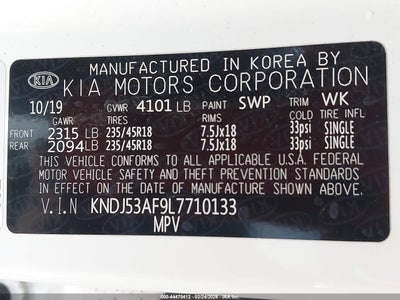 MANUFACTURED IN KOREA BY
KIA
KIA MOTORS CORPORATION
10/19 GVWR 4101 LB PAINT SWP TRIM WK
GAWR TIRES RIMS COLD TIRE INFL
FRONT 2315 LB 235/45R18 7.5Jx18 33psi SINGLE
REAR 2094 LB 235/45R18 7.5Jx18 33psi SINGLE
THIS VEHICLE CONFORMS TO ALL APPLICABLE U.S.A. FEDERAL
MOTOR VEHICLE SAFETY AND THEFT PREVENTION STANDARDS
IN EFFECT ON THE DATE OF MANUFACTURE SHOWN ABOVE.
V.I.N KNDJ53AF9L7710133
MPV